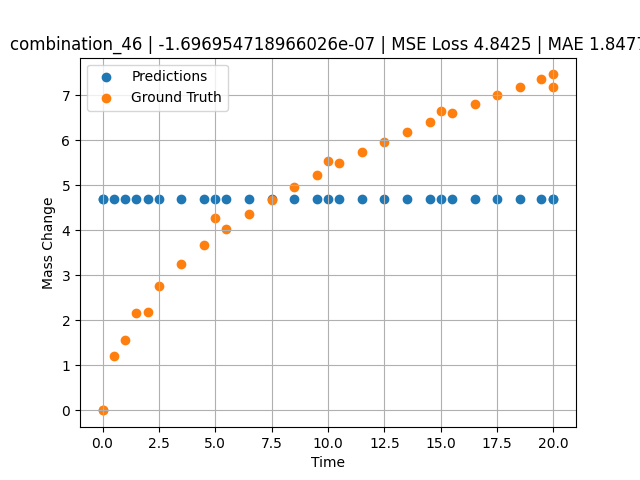 combination_46 | -1.696954718966026e-07 | MSE Loss 4.8425 | MAE 1.8477
Predictions
Ground Truth
7
6
5
4
3
2
1
0
Mass Change
0.0 2.5 5.0 7.5 10.0 12.5 15.0 17.5 20.0
Time